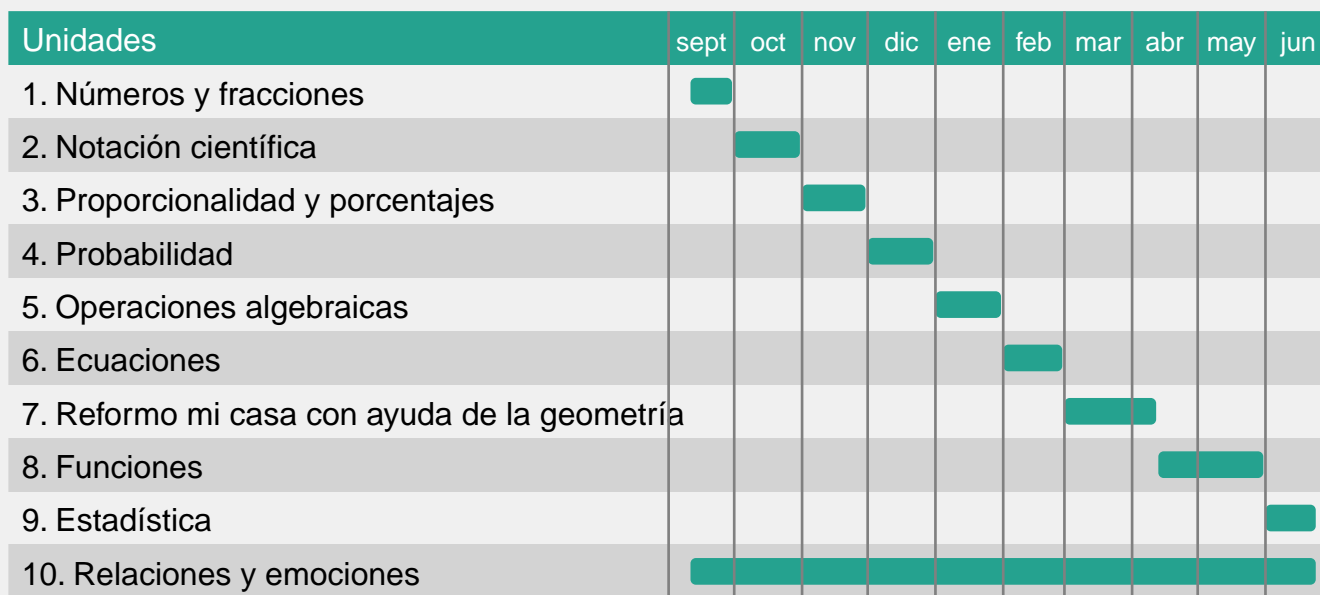 Unidades sept oct nov dic ene feb mar abr may jun
1. Números y fracciones
2. Notación científica
3. Proporcionalidad y porcentajes
4. Probabilidad
5. Operaciones algebraicas
6. Ecuaciones
7. Reformo mi casa con ayuda de la geometría
8. Funciones
9. Estadística
10. Relaciones y emociones